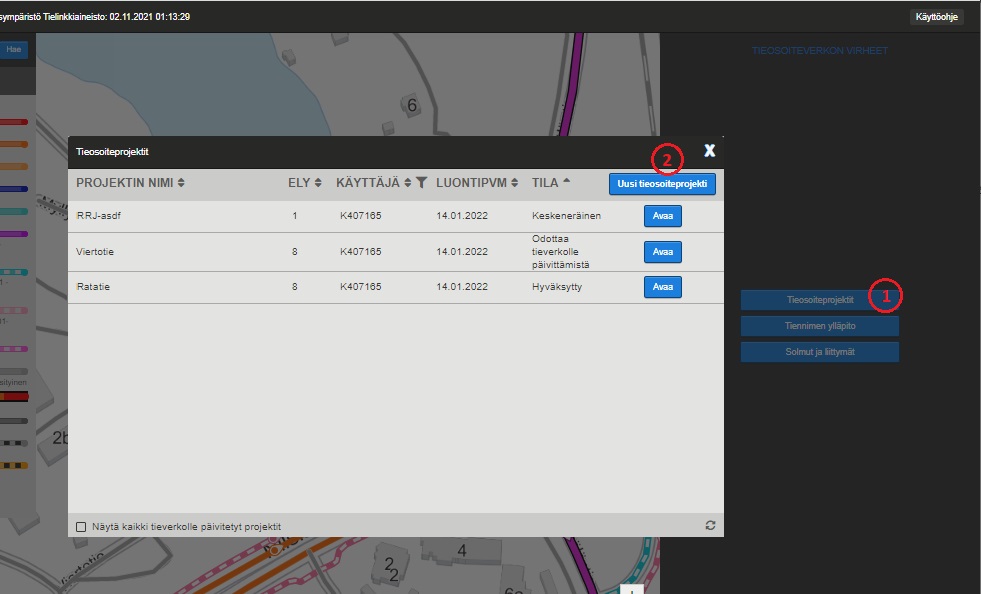 sympäristö Tielinkkiaineisto: 02.11.2021 01:13:29
Käyttöohje
Hae
TIEOSOITEVERKON VIRHEET
6
Tieosoiteprojektit
X
2
PROJEKTIN NIMI ELY KÄYTTÄJÄ LUONTIPVM TILA
Uusi tieosoiteprojekti
RRJ-asdf 1 K407165 14.01.2022 Keskeneräinen Avaa
Viertotie 8 K407165 14.01.2022 Odottaa
tieverkolle
päivittämistä
Avaa
Ratatie 8 K407165 14.01.2022 Hyväksytty Avaa
Tieosoiteprojektit
1
Tiennimen ylläpito
Solmut ja liittymät
2b
Näytä kaikki tieverkolle päivitetyt projektit
Viertotie
2
2
4